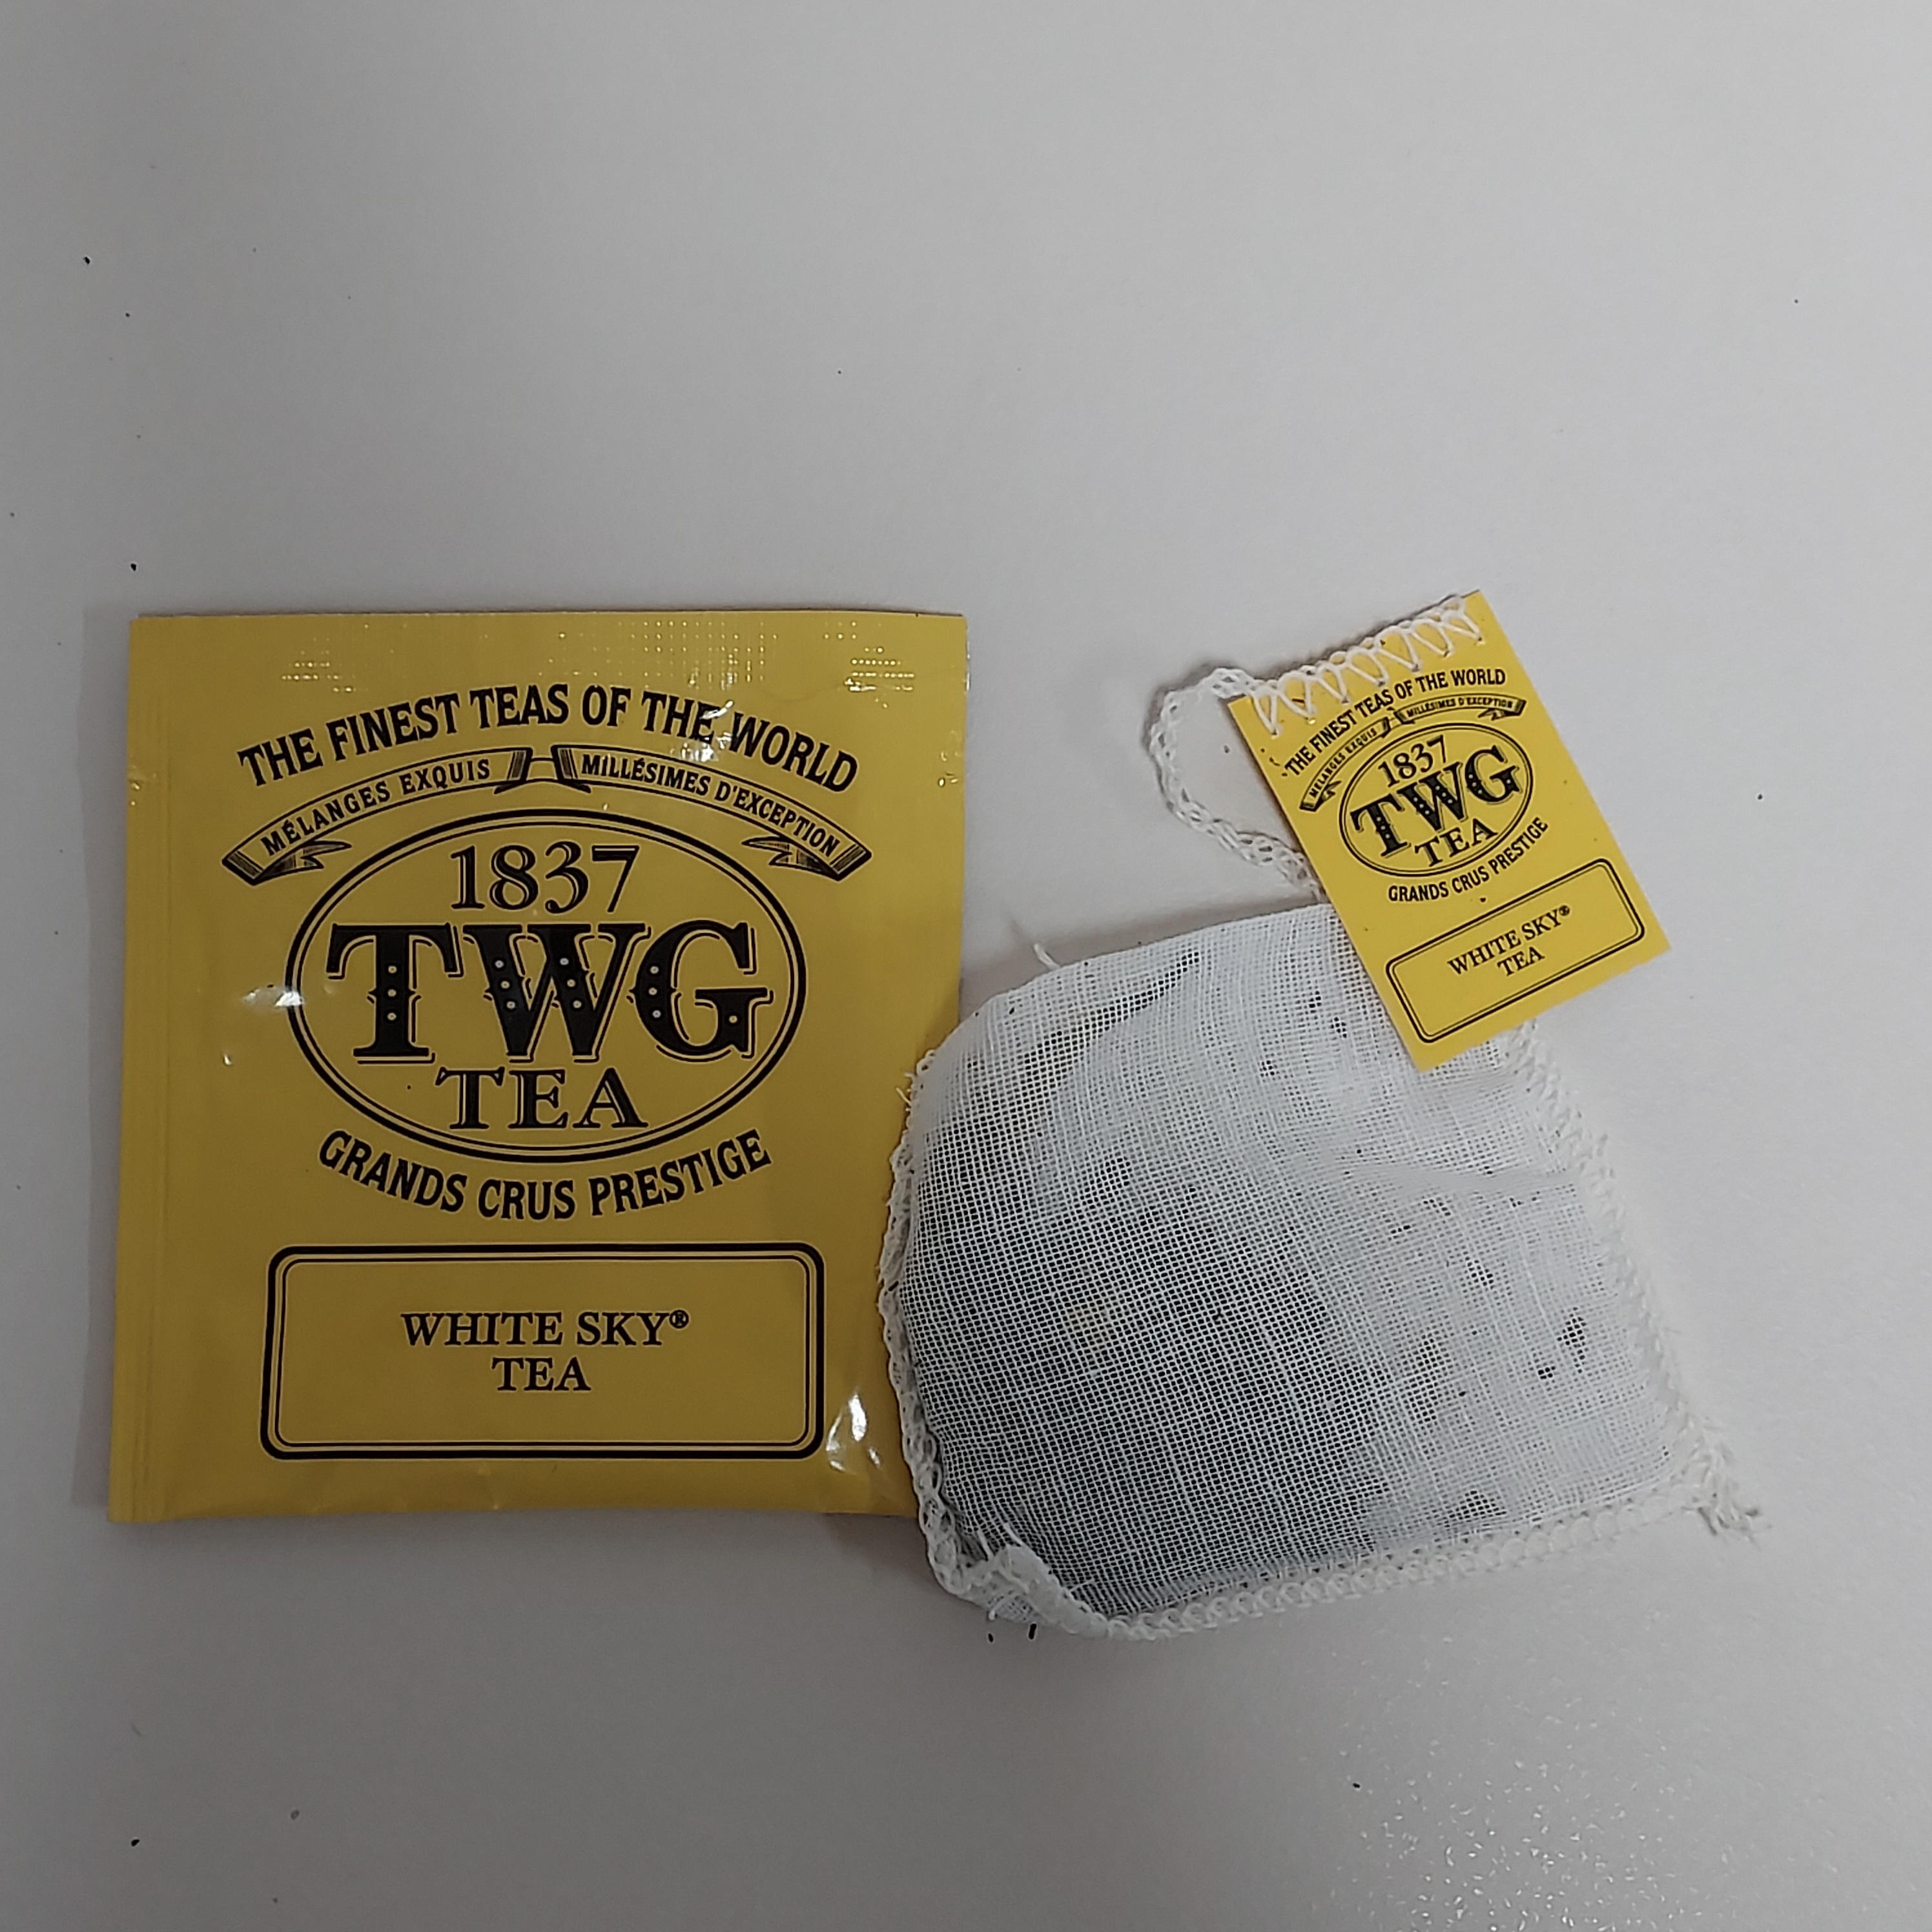 THE FINEST TEAS OF THE WORLD
MÉLANGES EXQUIS MILLÉSIMES D'EXCEPTION
1837
TWG
TEA
GRANDS CRUS PRESTIGE
WHITE SKY®
TEA
THE FINEST TEAS OF THE WORLD
MÉLANGES EXQUIS MILLÉSIMES D'EXCEPTION
1837
TWG
TEA
GRANDS CRUS PRESTIGE
WHITE SKY®
TEA